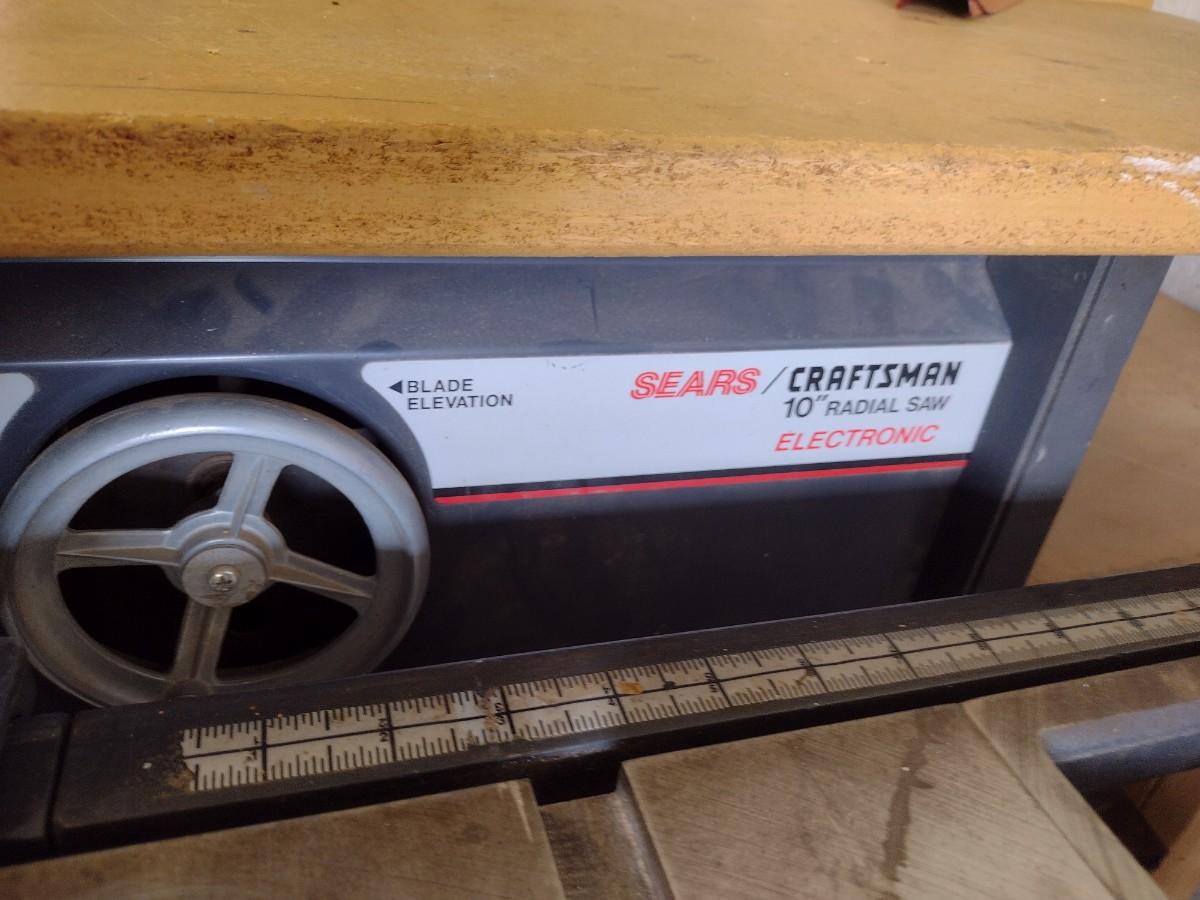 ◀ BLADE
ELEVATION
SEARS/CRAFTSMAN
10" RADIAL SAW
ELECTRONIC